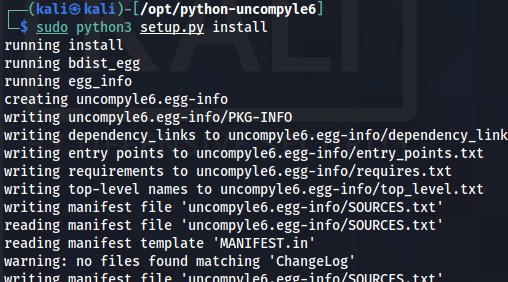 (kali㉿kali)-[/opt/python-uncompyle6]
$ sudo python3 setup.py install
running install
running bdist_egg
running egg_info
creating uncompyle6.egg-info
writing uncompyle6.egg-info/PKG-INFO
writing dependency_links to uncompyle6.egg-info/dependency_link
writing entry points to uncompyle6.egg-info/entry_points.txt
writing requirements to uncompyle6.egg-info/requires.txt
writing top-level names to uncompyle6.egg-info/top_level.txt
writing manifest file 'uncompyle6.egg-info/SOURCES.txt'
reading manifest file 'uncompyle6.egg-info/SOURCES.txt'
reading manifest template 'MANIFEST.in'
warning: no files found matching 'ChangeLog'
writing manifest file 'uncompyle6.egg-info/SOURCES.txt'